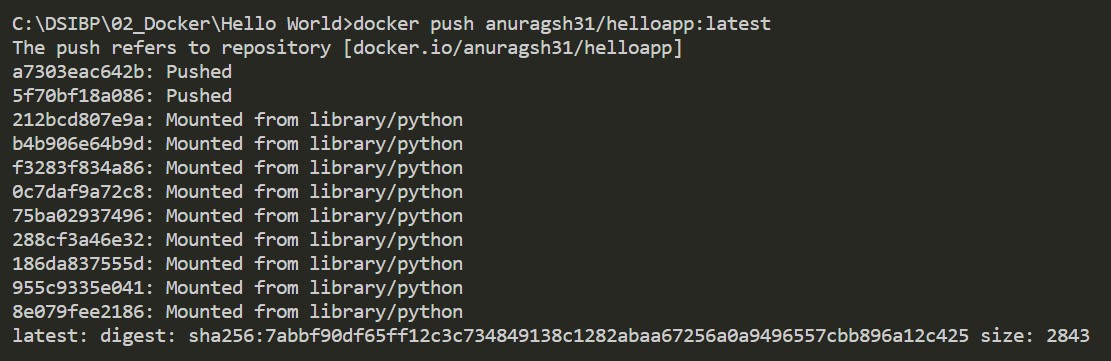 C:\DSIBP\02_Docker\Hello World>docker push anuragsh31/helloapp:latest
The push refers to repository [docker.io/anuragsh31/helloapp]
a7303eac642b: Pushed
5f70bf18a086: Pushed
212bcd807e9a: Mounted from library/python
b4b906e64b9d: Mounted from library/python
f3283f834a86: Mounted from library/python
0c7daf9a72c8: Mounted from library/python
75ba02937496: Mounted from library/python
288cf3a46e32: Mounted from library/python
186da837555d: Mounted from library/python
955c9335e041: Mounted from library/python
8e079fee2186: Mounted from library/python
latest: digest: sha256:7abbf90df65ff12c3c734849138c1282abaa67256a0a9496557cbb896a12c425 size: 2843